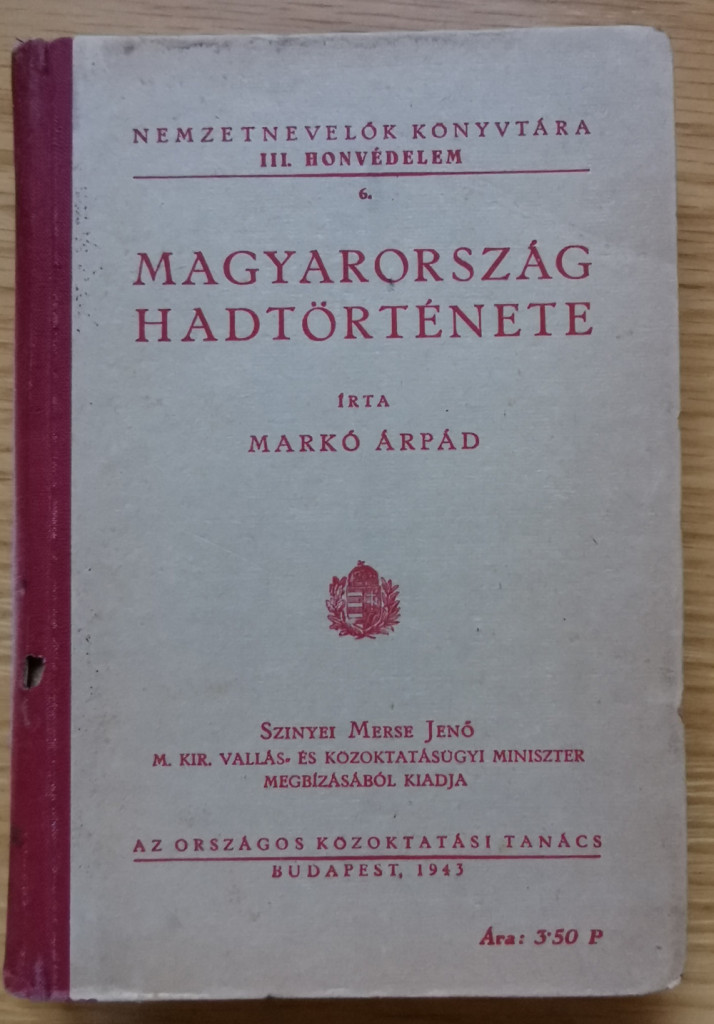 NEMZETNEVELŐK KÖNYVTÁRA
III. HONVÉDELEM
6.
MAGYARORSZÁG
HADTÖRTÉNETE
ÍRTA
MARKÓ ÁRPÁD
SZINYEI MERSE JENŐ
M. KIR. VALLÁS- ÉS KÖZOKTATÁSÜGYI MINISZTER
MEGBÍZÁSÁBÓL KIADJA
AZ ORSZÁGOS KÖZOKTATÁSI TANÁCS
BUDAPEST, 1943
Ára: 3·50 P